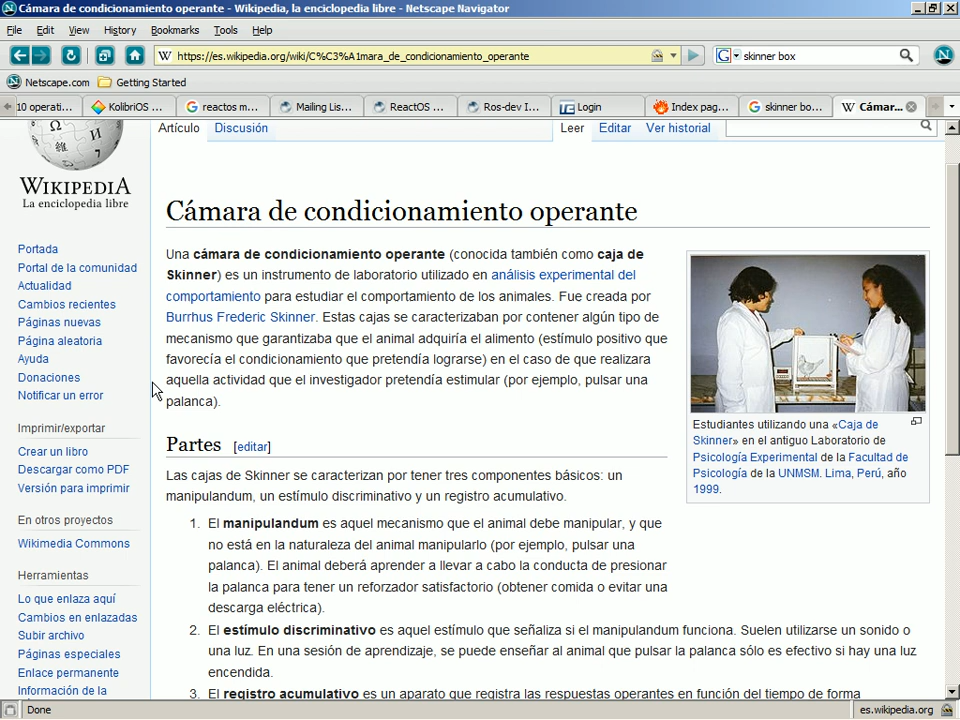 Cámara de condicionamiento operante - Wikipedia, la enciclopedia libre - Netscape Navigator
File Edit View History Bookmarks Tools Help
https://es.wikipedia.org/wiki/C%C3%A1mara_de_condicionamiento_operante
skinner box
Netscape.com Getting Started
10 operati... KolibriOS ... reactos m... Mailing Lis... ReactOS ... Ros-dev I... Login Index pag... skinner bo... Cámar...
Artículo Discusión Leer Editar Ver historial
WIKIPEDIA
La enciclopedia libre
Portada
Portal de la comunidad
Actualidad
Cambios recientes
Páginas nuevas
Página aleatoria
Ayuda
Donaciones
Notificar un error
Imprimir/exportar
Crear un libro
Descargar como PDF
Versión para imprimir
En otros proyectos
Wikimedia Commons
Herramientas
Lo que enlaza aquí
Cambios en enlazadas
Subir archivo
Páginas especiales
Enlace permanente
Información de la
Cámara de condicionamiento operante
Una cámara de condicionamiento operante (conocida también como caja de
Skinner) es un instrumento de laboratorio utilizado en análisis experimental del
comportamiento para estudiar el comportamiento de los animales. Fue creada por
Burrhus Frederic Skinner. Estas cajas se caracterizaban por contener algún tipo de
mecanismo que garantizaba que el animal adquiría el alimento (estímulo positivo que
favorecía el condicionamiento que pretendía lograrse) en el caso de que realizara
aquella actividad que el investigador pretendía estimular (por ejemplo, pulsar una
palanca).
Estudiantes utilizando una «Caja de
Skinner» en el antiguo Laboratorio de
Psicología Experimental de la Facultad de
Psicología de la UNMSM. Lima, Perú, año
1999.
Partes [editar]
Las cajas de Skinner se caracterizan por tener tres componentes básicos: un
manipulandum, un estímulo discriminativo y un registro acumulativo.
1. El manipulandum es aquel mecanismo que el animal debe manipular, y que
no está en la naturaleza del animal manipularlo (por ejemplo, pulsar una
palanca). El animal deberá aprender a llevar a cabo la conducta de presionar
la palanca para tener un reforzador satisfactorio (obtener comida o evitar una
descarga eléctrica).
2. El estímulo discriminativo es aquel estímulo que señaliza si el manipulandum funciona. Suelen utilizarse un sonido o
una luz. En una sesión de aprendizaje, se puede enseñar al animal que pulsar la palanca sólo es efectivo si hay una luz
encendida.
3. El registro acumulativo es un aparato que registra las respuestas operantes en función del tiempo de forma
Done
es.wikipedia.org